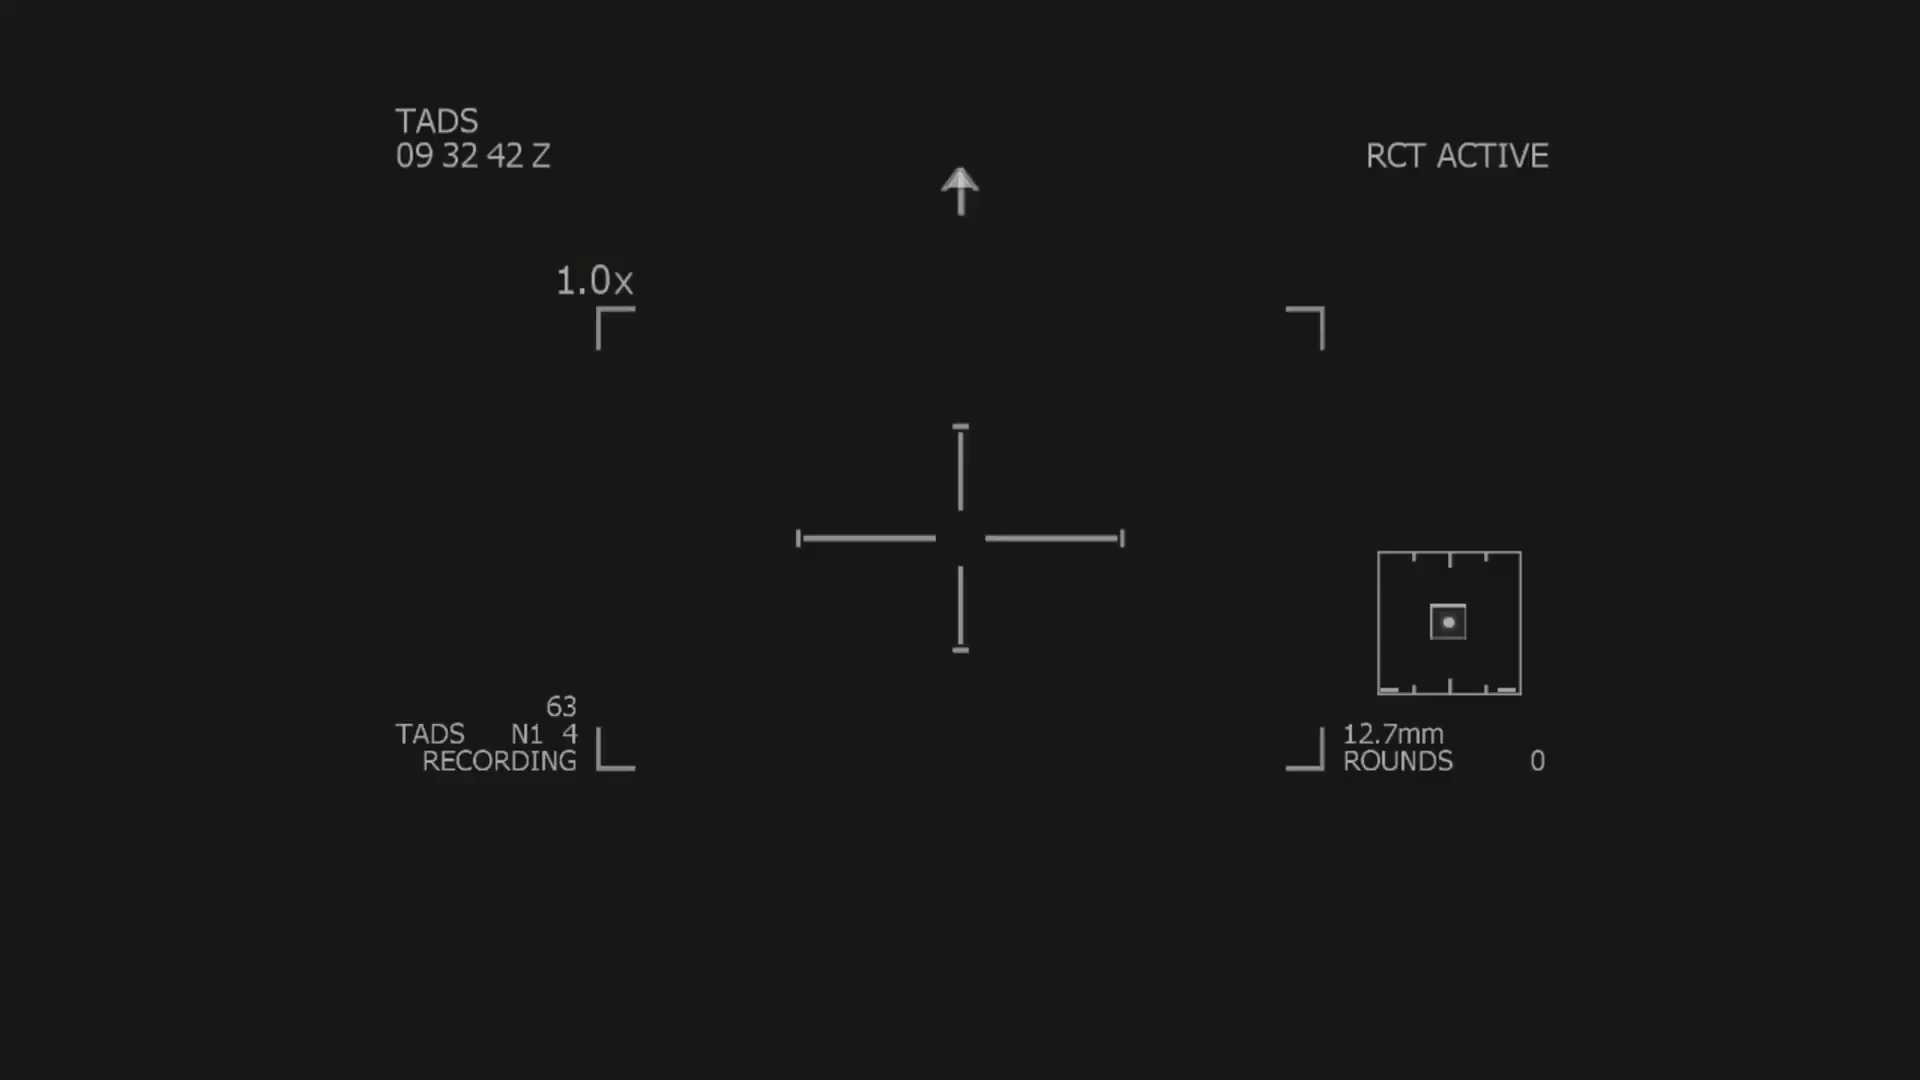 TADS
09 32 42 Z
RCT ACTIVE
1.0x
63
TADS N1 4
RECORDING
12.7mm
ROUNDS 0